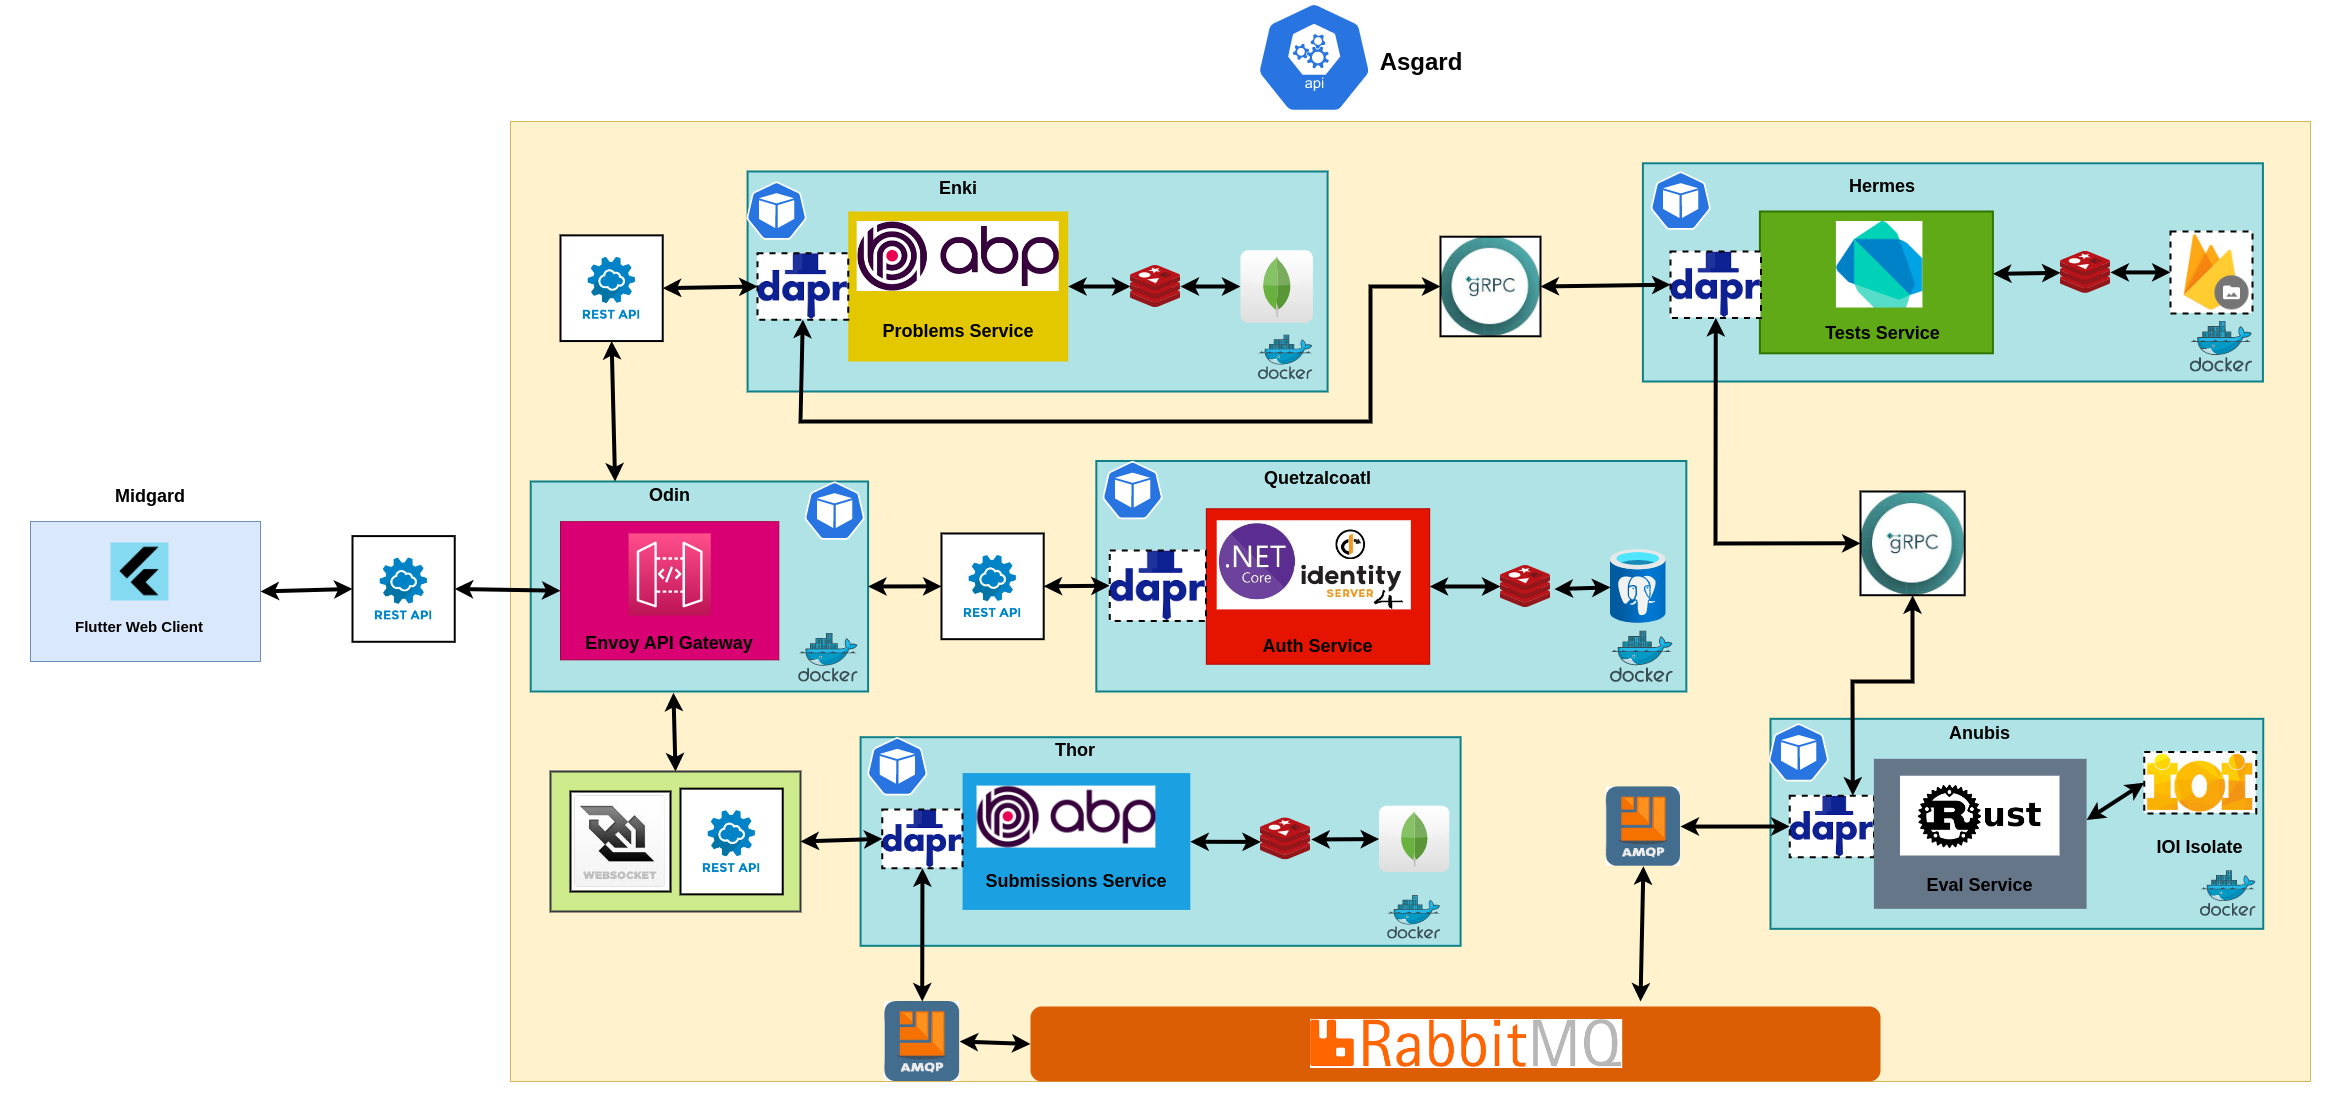 api
Asgard
Enki
abp
dapr
Problems Service
docker
REST API
gRPC
Hermes
dapr
Tests Service
docker
Midgard
Flutter Web Client
REST API
Odin
Envoy API Gateway
docker
REST API
Quetzalcoatl
dapr
.NET
Core
identity
SERVER
4
Auth Service
docker
gRPC
WEBSOCKET
REST API
Thor
dapr
abp
Submissions Service
docker
AMQP
Anubis
dapr
Rust
Eval Service
ioi
IOI Isolate
docker
AMQP
RabbitMQ